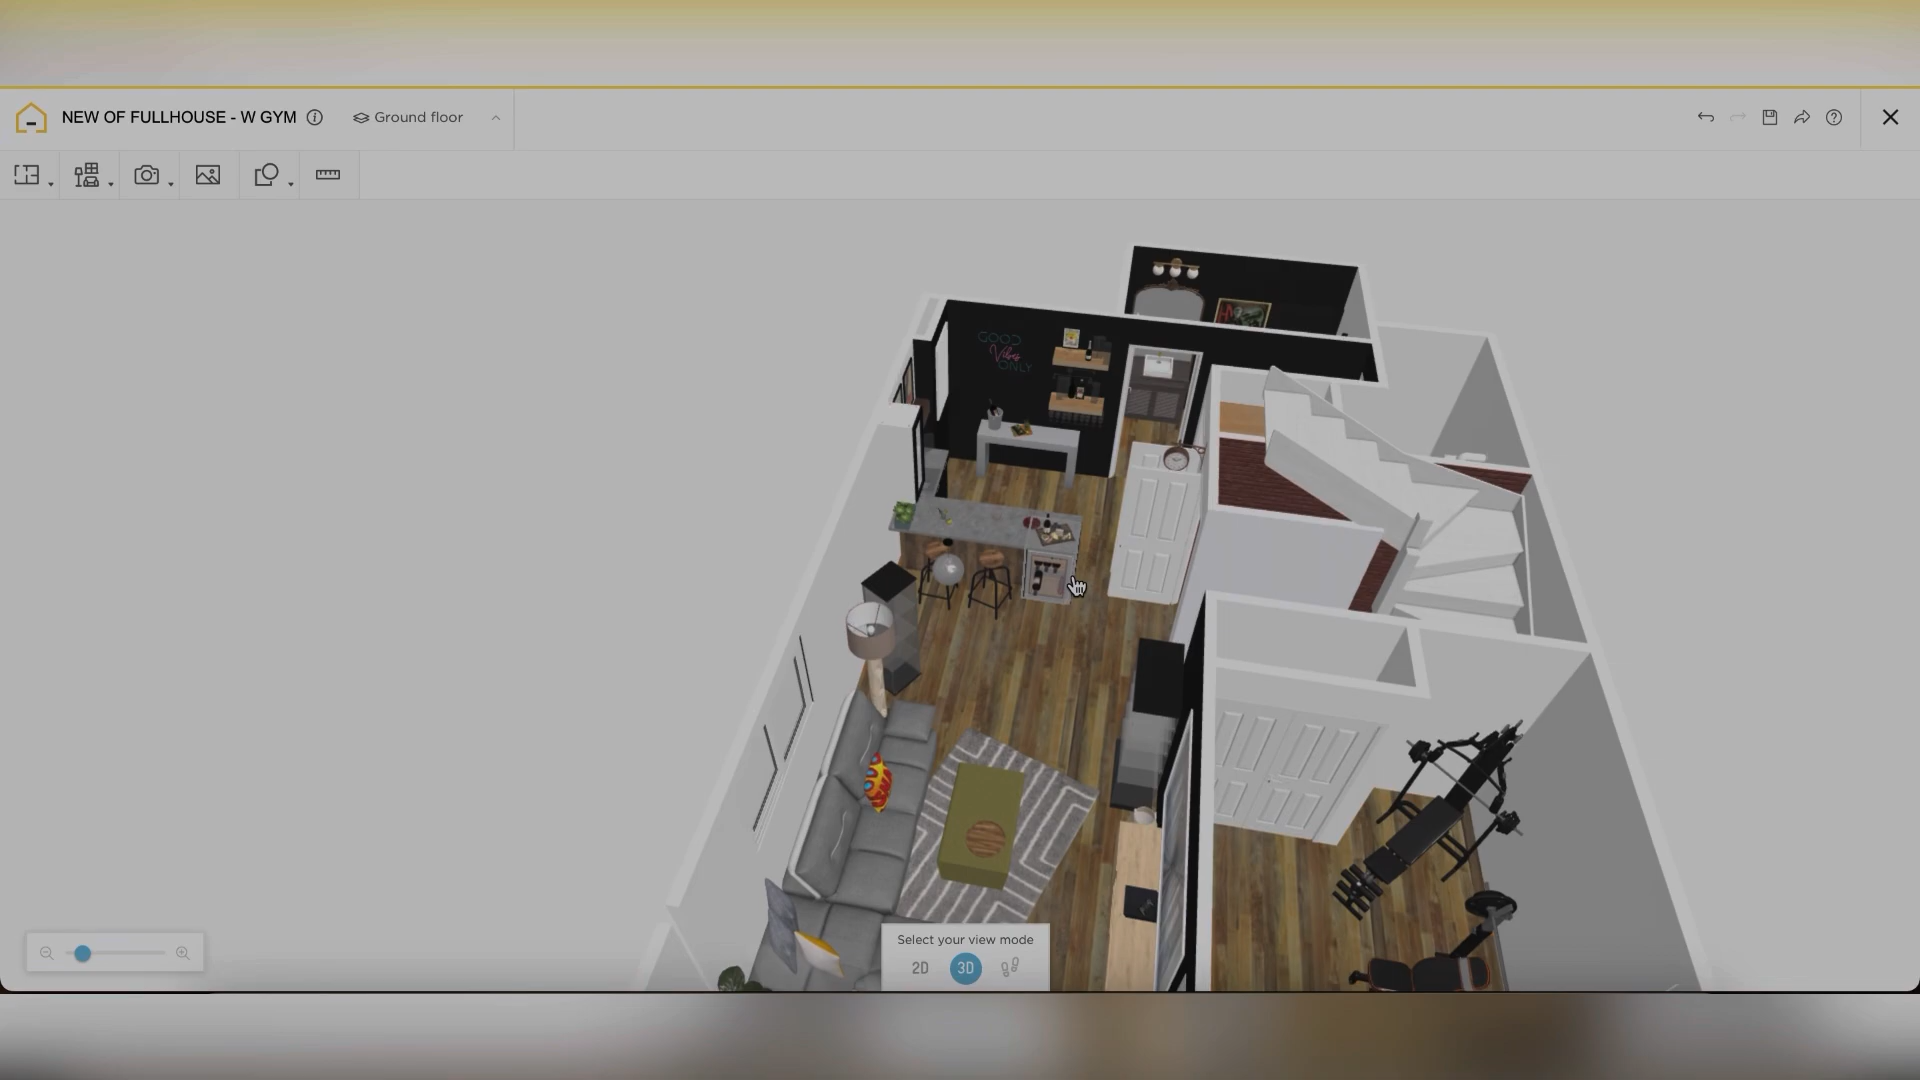 NEW OF FULLHOUSE - W GYM
Ground floor
GOOD
Vibes
ONLY
Select your view mode
2D
3D